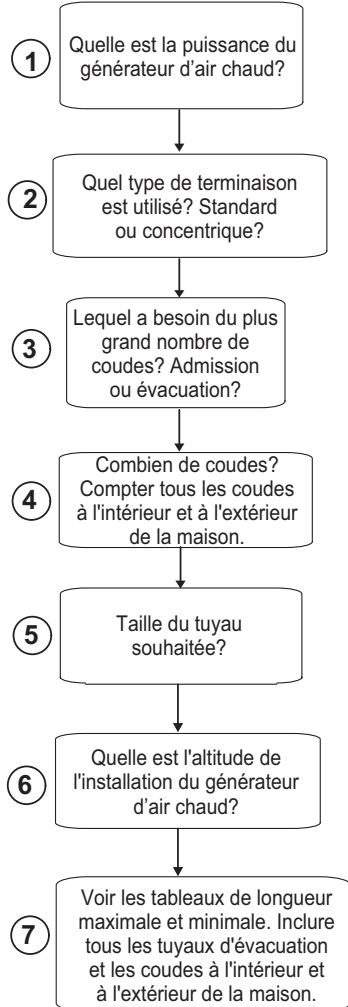 1
Quelle est la puissance du
générateur d'air chaud?
2
Quel type de terminaison
est utilisé? Standard
ou concentrique?
3
Lequel a besoin du plus
grand nombre de
coudes? Admission
ou évacuation?
4
Combien de coudes?
Compter tous les coudes
à l'intérieur et à l'extérieur
de la maison.
5
Taille du tuyau
souhaitée?
6
Quelle est l'altitude de
l'installation du générateur
d'air chaud?
7
Voir les tableaux de longueur
maximale et minimale. Inclure
tous les tuyaux d'évacuation
et les coudes à l'intérieur et
à l'extérieur de la maison.